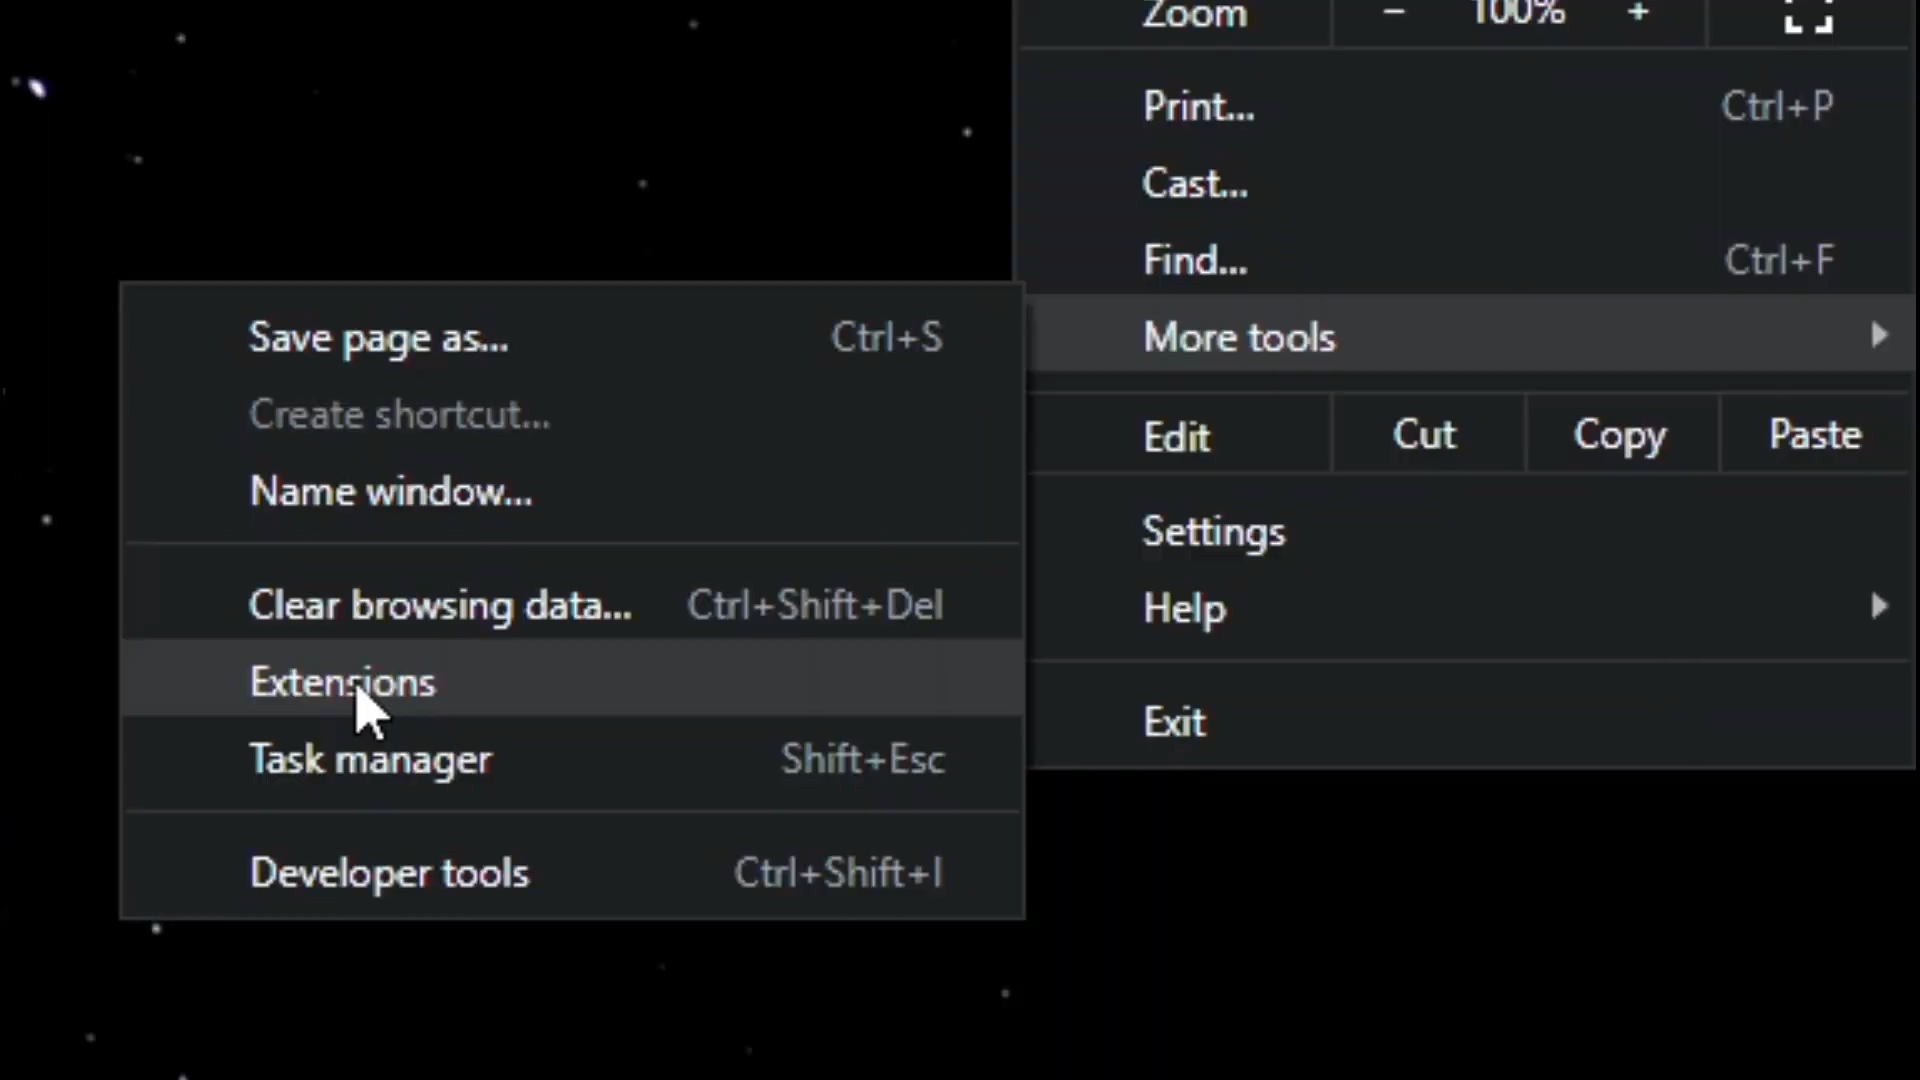 Zoom - 100% +
Print... Ctrl+P
Cast...
Find... Ctrl+F
More tools
Edit Cut Copy Paste
Settings
Help
Exit
Save page as... Ctrl+S
Create shortcut...
Name window...
Clear browsing data... Ctrl+Shift+Del
Extensions
Task manager Shift+Esc
Developer tools Ctrl+Shift+I